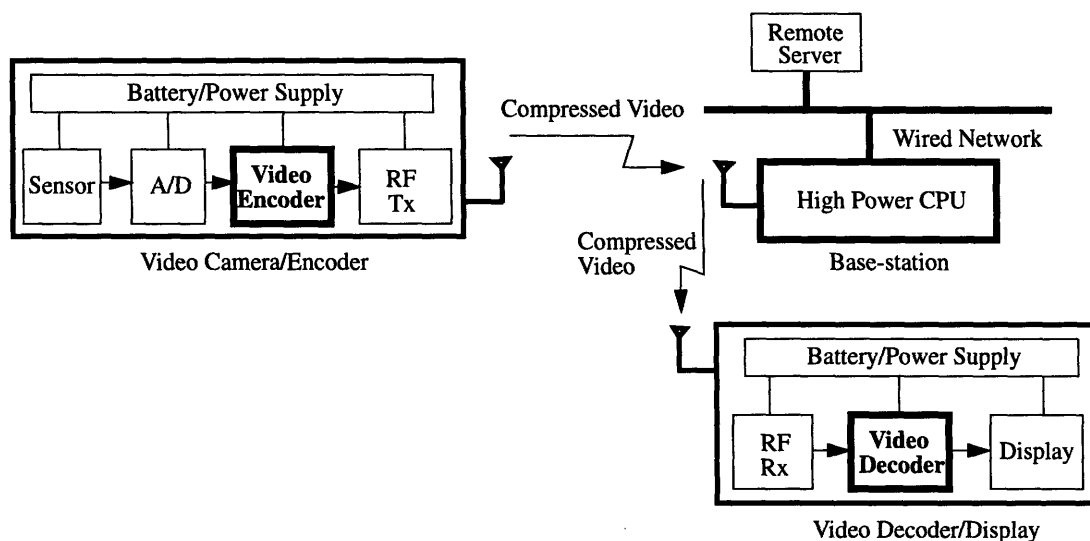 Remote
Server
Battery/Power Supply
Compressed Video
Wired Network
Sensor
A/D
Video
Encoder
RF
Tx
High Power CPU
Video Camera/Encoder
Compressed
Video
Base-station
Battery/Power Supply
RF
Rx
Video
Decoder
Display
Video Decoder/Display